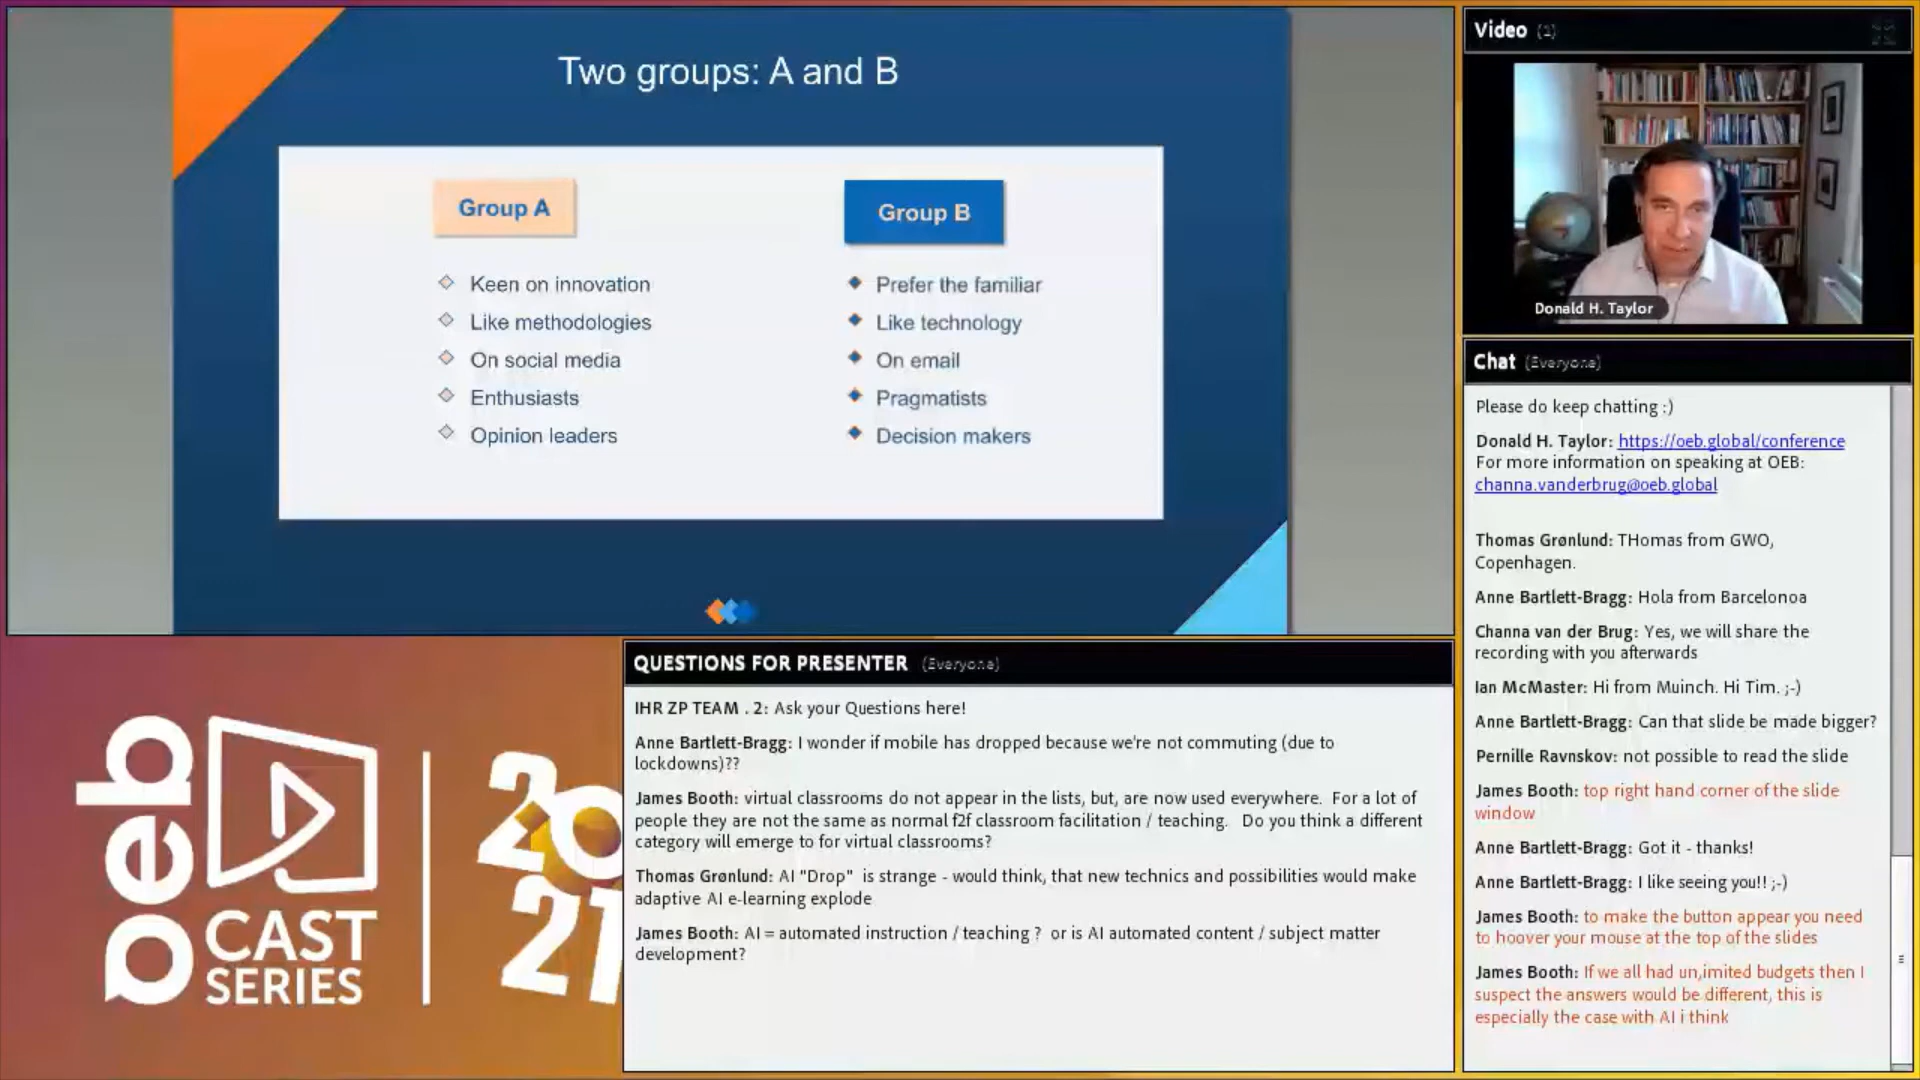 Two groups: A and B
Group A
Keen on innovation
Like methodologies
On social media
Enthusiasts
Opinion leaders
Group B
Prefer the familiar
Like technology
On email
Pragmatists
Decision makers
Video (1)
Donald H. Taylor
Chat (Everyone)
Please do keep chatting :)
Donald H. Taylor: https://oeb.global/conference
For more information on speaking at OEB:
channa.vanderbrug@oeb.global
Thomas Grønlund: THomas from GWO,
Copenhagen.
Anne Bartlett-Bragg: Hola from Barcelonoa
Channa van der Brug: Yes, we will share the
recording with you afterwards
Ian McMaster: Hi from Muinch. Hi Tim. ;-)
Anne Bartlett-Bragg: Can that slide be made bigger?
Pernille Ravnskov: not possible to read the slide
James Booth: top right hand corner of the slide
window
Anne Bartlett-Bragg: Got it - thanks!
Anne Bartlett-Bragg: I like seeing you!! ;-)
James Booth: to make the button appear you need
to hoover your mouse at the top of the slides
James Booth: If we all had un,imited budgets then I
suspect the answers would be different, this is
especially the case with AI i think
oeb
CAST
SERIES
2021
QUESTIONS FOR PRESENTER (Everyone)
IHR ZP TEAM . 2: Ask your Questions here!
Anne Bartlett-Bragg: I wonder if mobile has dropped because we're not commuting (due to
lockdowns)??
James Booth: virtual classrooms do not appear in the lists, but, are now used everywhere. For a lot of
people they are not the same as normal f2f classroom facilitation / teaching. Do you think a different
category will emerge to for virtual classrooms?
Thomas Grønlund: AI "Drop" is strange - would think, that new technics and possibilities would make
adaptive AI e-learning explode
James Booth: AI = automated instruction / teaching ? or is AI automated content / subject matter
development?